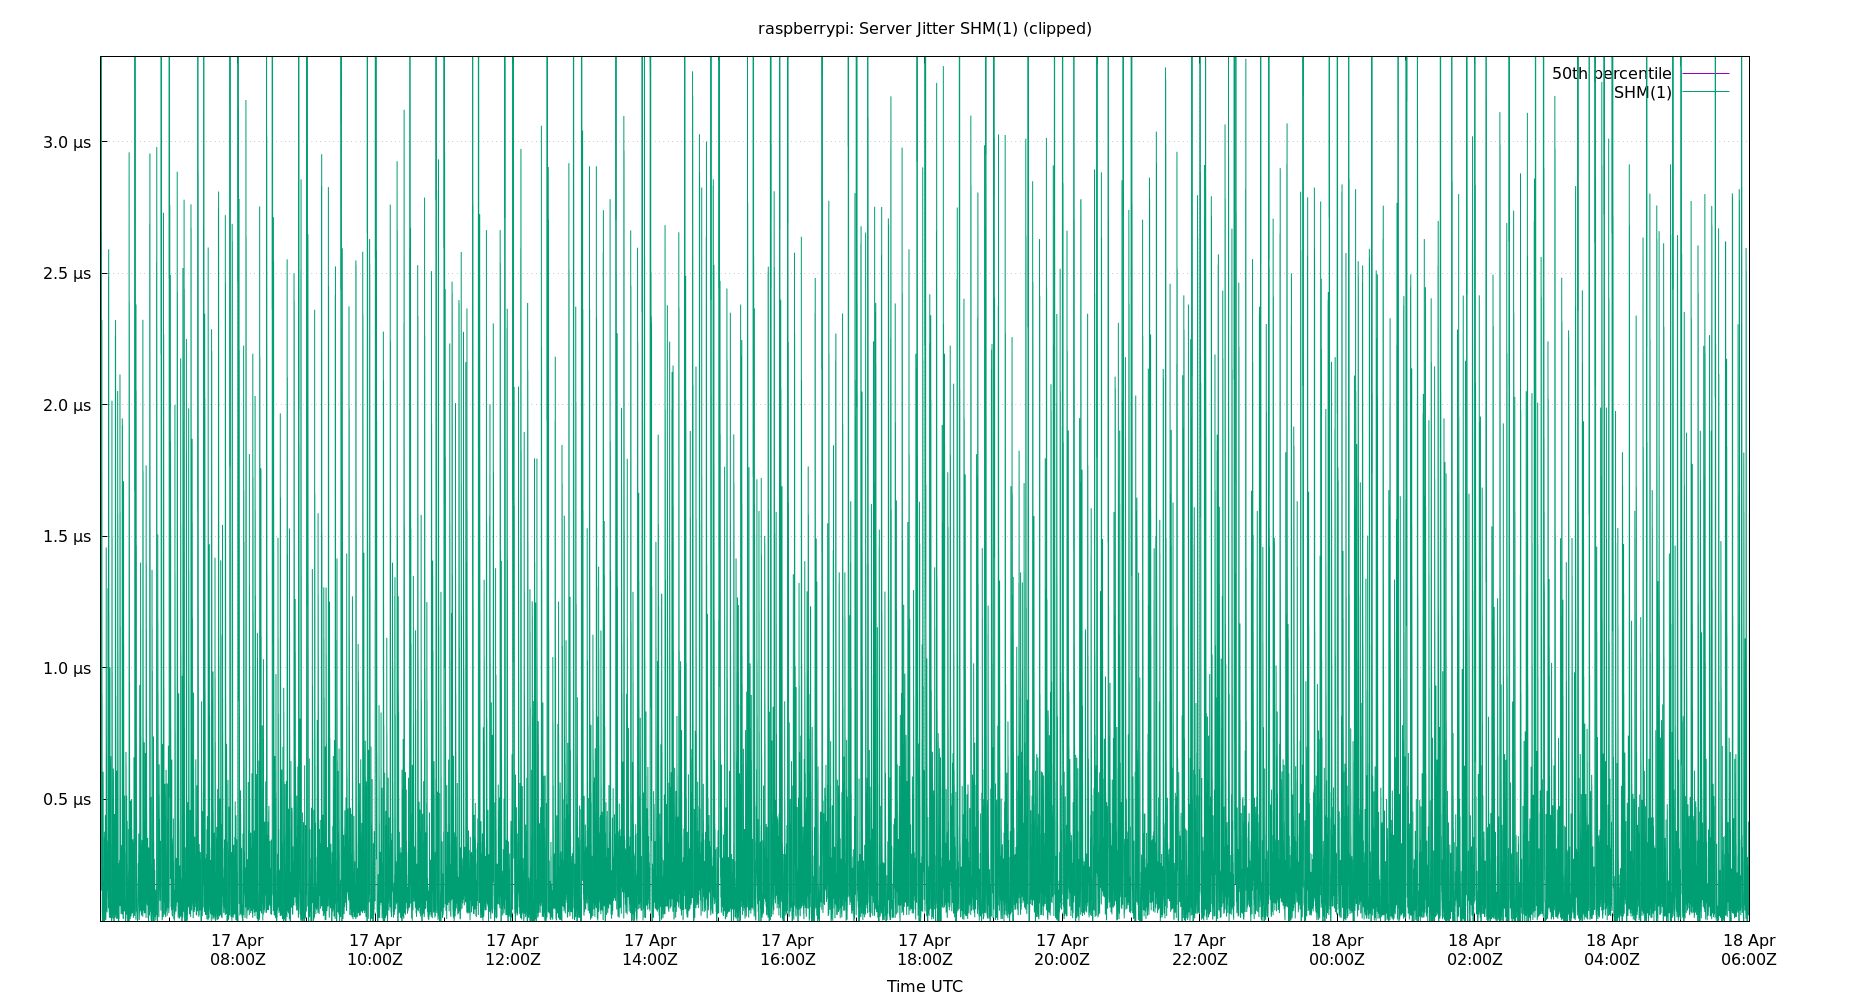 raspberrypi: Server Jitter SHM(1) (clipped)
50th percentile
SHM(1)
3.0 µs
2.5 µs
2.0 µs
1.5 µs
1.0 µs
0.5 µs
17 Apr 17 Apr 17 Apr 17 Apr 17 Apr 17 Apr 17 Apr 17 Apr 18 Apr 18 Apr 18 Apr 18 Apr
08:00Z 10:00Z 12:00Z 14:00Z 16:00Z 18:00Z 20:00Z 22:00Z 00:00Z 02:00Z 04:00Z 06:00Z
Time UTC